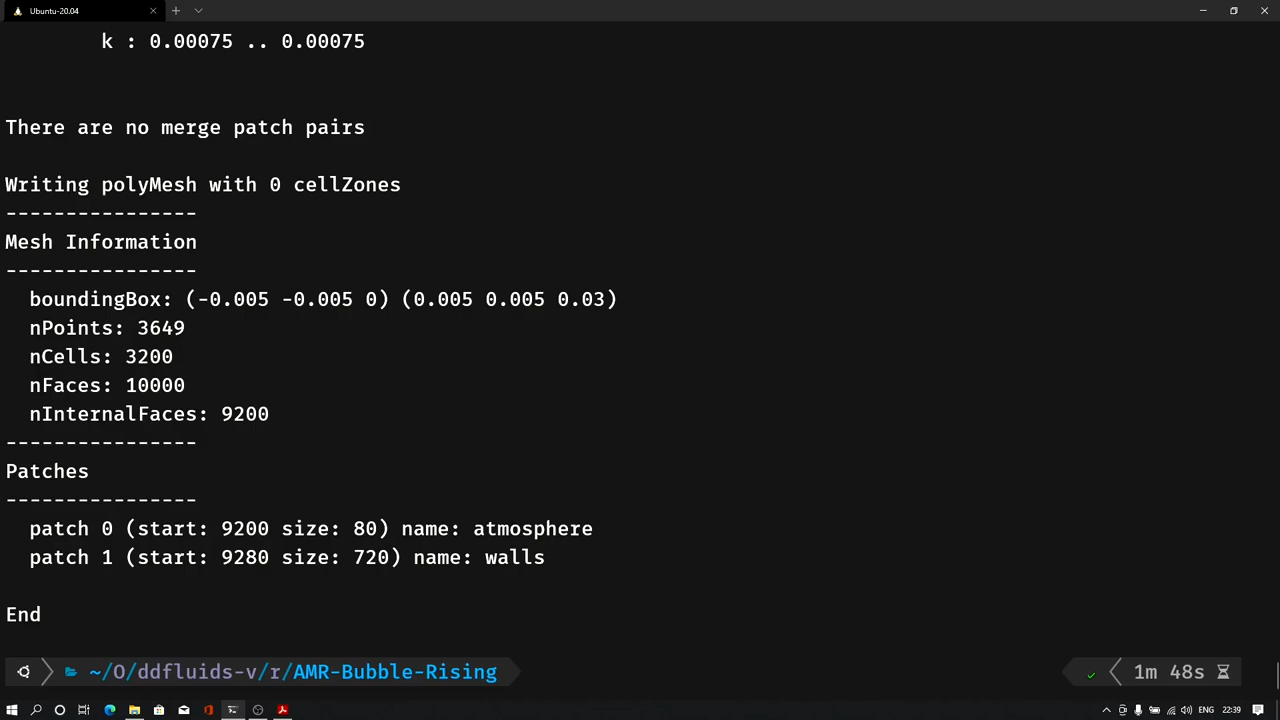 Ubuntu-20.04
k : 0.00075 .. 0.00075
There are no merge patch pairs
Writing polyMesh with 0 cellZones
----------------
Mesh Information
----------------
boundingBox: (-0.005 -0.005 0) (0.005 0.005 0.03)
nPoints: 3649
nCells: 3200
nFaces: 10000
nInternalFaces: 9200
----------------
Patches
----------------
patch 0 (start: 9200 size: 80) name: atmosphere
patch 1 (start: 9280 size: 720) name: walls
End
~/O/ddfluids-v/r/AMR-Bubble-Rising
1m 48s
ENG 22:39